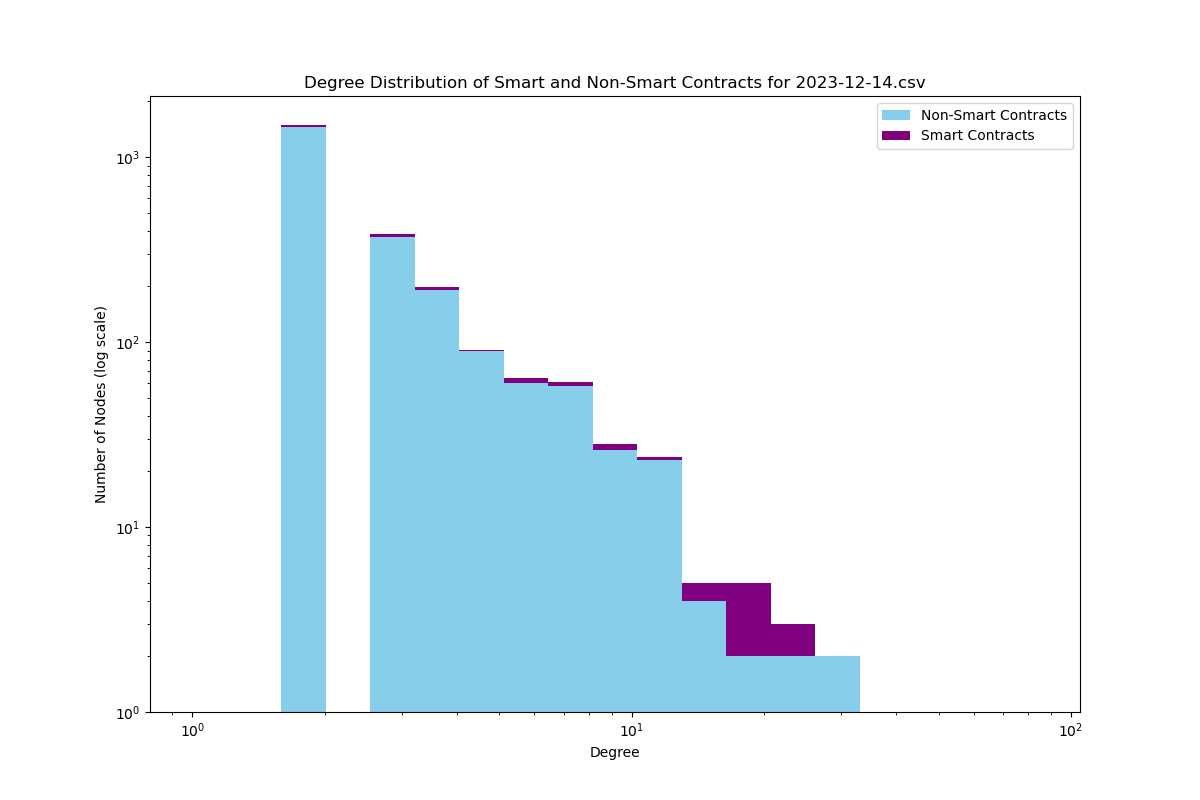 Degree Distribution of Smart and Non-Smart Contracts for 2023-12-14.csv
Non-Smart Contracts
Smart Contracts
Number of Nodes (log scale)
10³
10²
10¹
10⁰
10⁰ 10¹ 10²
Degree